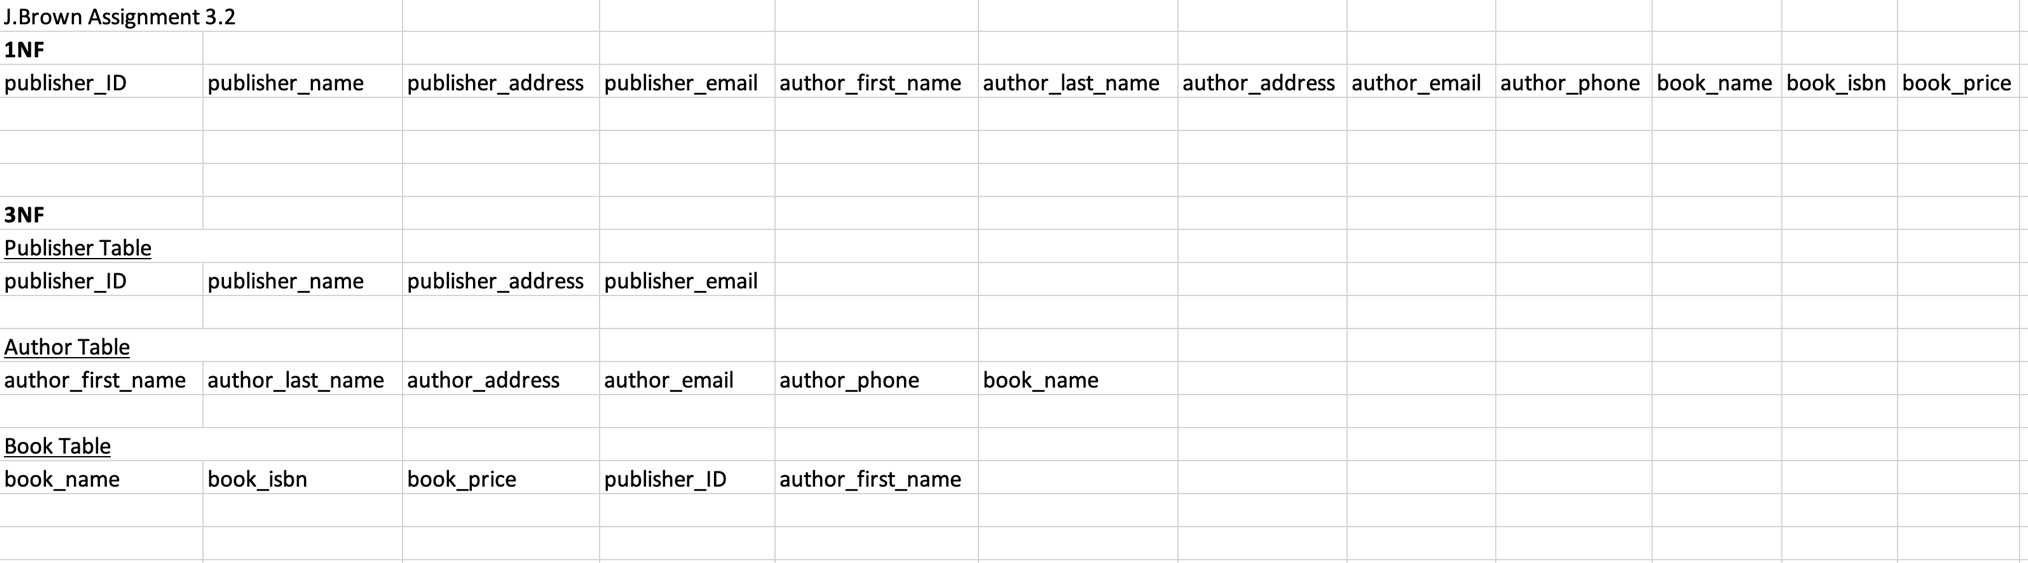 J.Brown Assignment 3.2
1NF
publisher_ID publisher_name publisher_address publisher_email author_first_name author_last_name author_address author_email author_phone book_name book_isbn book_price
3NF
Publisher Table
publisher_ID publisher_name publisher_address publisher_email
Author Table
author_first_name author_last_name author_address author_email author_phone book_name
Book Table
book_name book_isbn book_price publisher_ID author_first_name